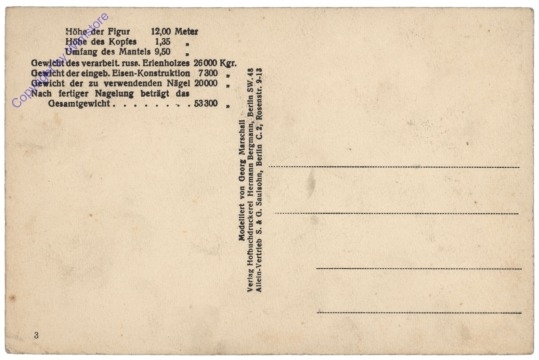 Höhe der Figur 12,00 Meter
Höhe des Kopfes 1,35 „
Umfang des Mantels 9,50 „
Gewicht des verarbeit. russ. Erlenholzes 26000 Kgr.
Gewicht der eingeb. Eisen-Konstruktion 7300 „
Gewicht der zu verwendenden Nägel 20000 „
Nach fertiger Nagelung beträgt das
Gesamtgewicht . . . . . . . . 53300 „
Modelliert von Georg Marschall
Verlag Hofbuchdruckerei Hermann Bergmann, Berlin SW. 48
Allein-Vertrieb S. & G. Saulsohn, Berlin C. 2, Rosenstr. 9-13
3